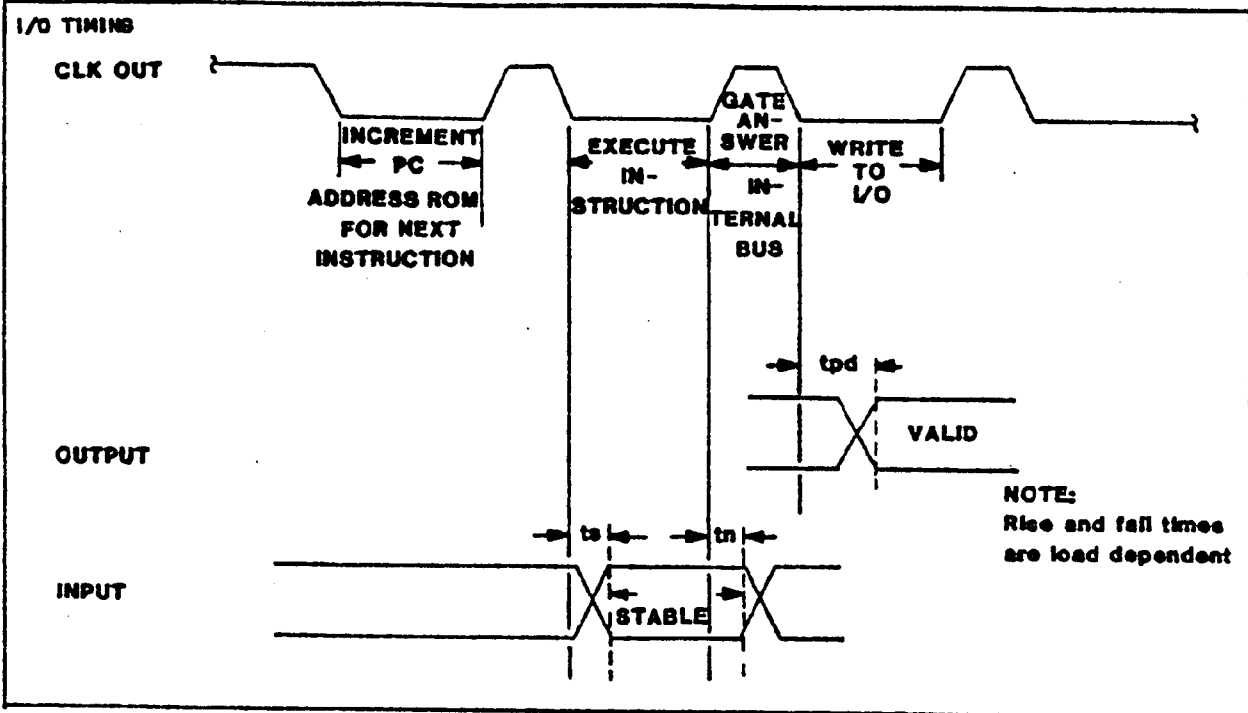 I/O TIMING
CLK OUT
INCREMENT
PC
ADDRESS ROM
FOR NEXT
INSTRUCTION
EXECUTE
IN-
STRUCTION
GATE
AN-
SWER
IN-
TERNAL
BUS
WRITE
TO
I/O
tpd
OUTPUT
VALID
NOTE:
Rise and fall times
are load dependent
ts
tn
INPUT
STABLE